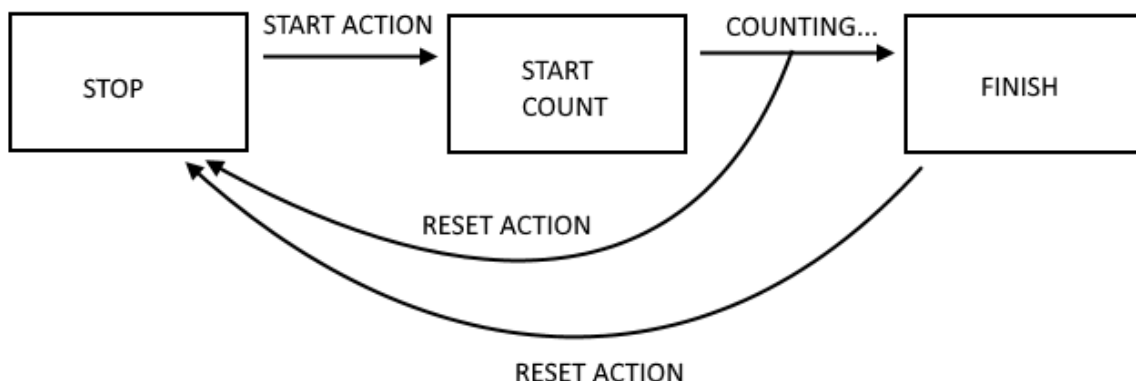 START ACTION
COUNTING...
STOP
START
COUNT
FINISH
RESET ACTION
RESET ACTION